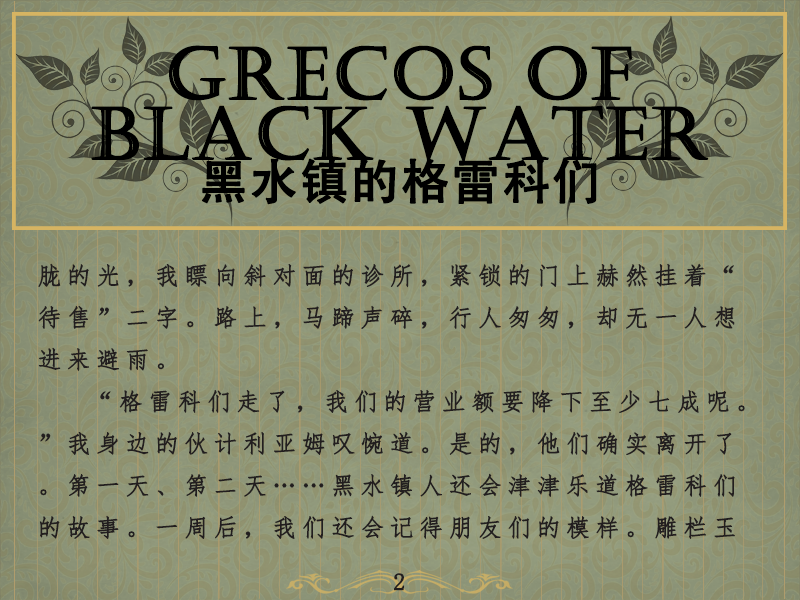 GRECOS OF
BLACK WATER
黑水镇的格雷科们
胧的光，我瞟向斜对面的诊所，紧锁的门上赫然挂着“
待售”二字。路上，马蹄声碎，行人匆匆，却无一人想
进来避雨。
“格雷科们走了，我们的营业额要降下至少七成呢。
”我身边的伙计利亚姆叹惋道。是的，他们确实离开了
。第一天、第二天……黑水镇人还会津津乐道格雷科们
的故事。一周后，我们还会记得朋友们的模样。雕栏玉
2